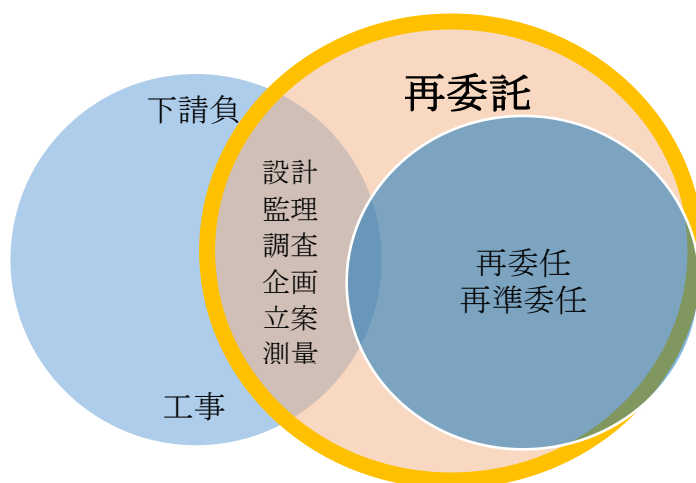 再委託
下請負
設計
監理
調査
企画
立案
測量
再委任
再準委任
工事